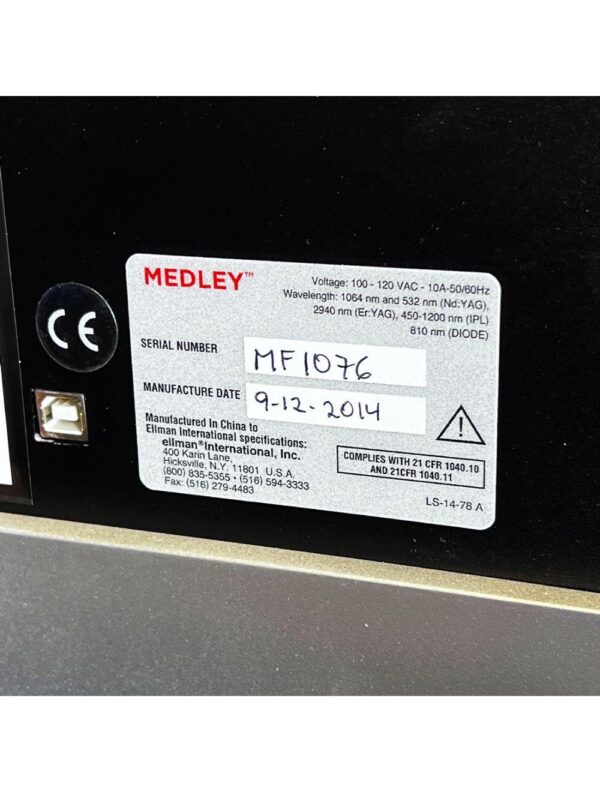 MEDLEY™
Voltage: 100 - 120 VAC - 10A-50/60Hz
Wavelength: 1064 nm and 532 nm (Nd:YAG),
2940 nm (Er:YAG), 450-1200 nm (IPL)
810 nm (DIODE)
CE
SERIAL NUMBER MF1076
MANUFACTURE DATE 9-12-2014
Manufactured In China to
Ellman International specifications:
ellman®International, Inc.
400 Karin Lane,
Hicksville, N.Y. 11801 U.S.A.
(800) 835-5355 • (516) 594-3333
Fax: (516) 279-4483
!
COMPLIES WITH 21 CFR 1040.10
AND 21CFR 1040.11
LS-14-78 A